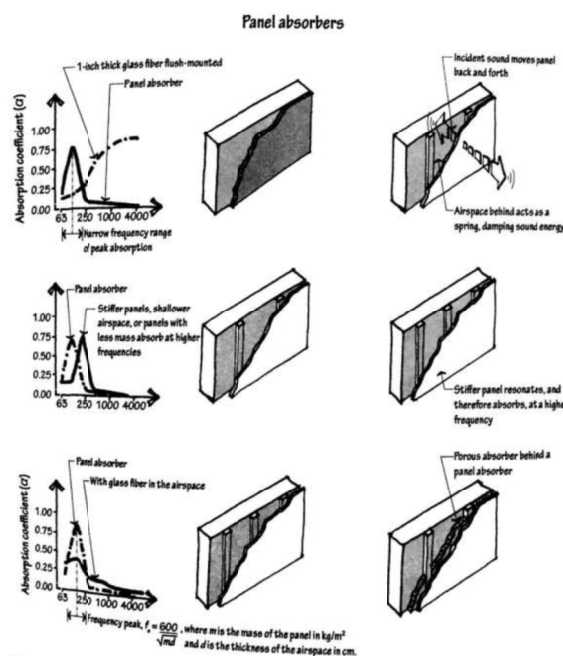 Panel absorbers
1-inch thick glass fiber flush-mounted
Panel absorber
Absorption coefficient (α)
1.00
0.75
0.50
0.25
0.00
63 250 1000 4000
Narrow frequency range
of peak absorption
Incident sound moves panel
back and forth
Airspace behind acts as a
spring, damping sound energy
Panel absorber
Stiffer panels, shallower
airspace, or panels with
less mass absorb at higher
frequencies
1.00
0.75
0.50
0.25
0.00
63 250 1000 4000
Stiffer panel resonates, and
therefore absorbs, at a higher
frequency
Panel absorber
With glass fiber in the airspace
Absorption coefficient (α)
1.00
0.75
0.50
0.25
0.00
63 250 1000 4000
Porous absorber behind a
panel absorber
Frequency peak, fᵣ = 600/√md, where m is the mass of the panel in kg/m²
and d is the thickness of the airspace in cm.